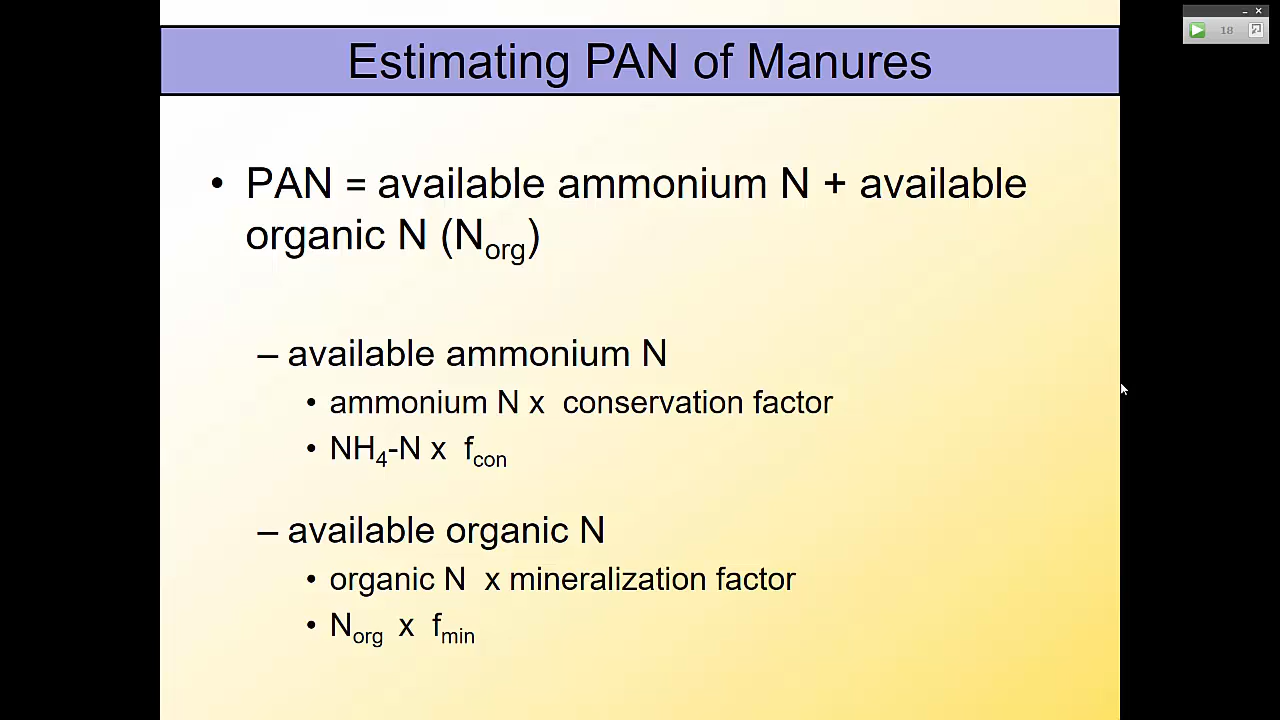 Estimating PAN of Manures
18
• PAN = available ammonium N + available
organic N (Norg)
– available ammonium N
• ammonium N x conservation factor
• NH4-N x fcon
– available organic N
• organic N x mineralization factor
• Norg x fmin